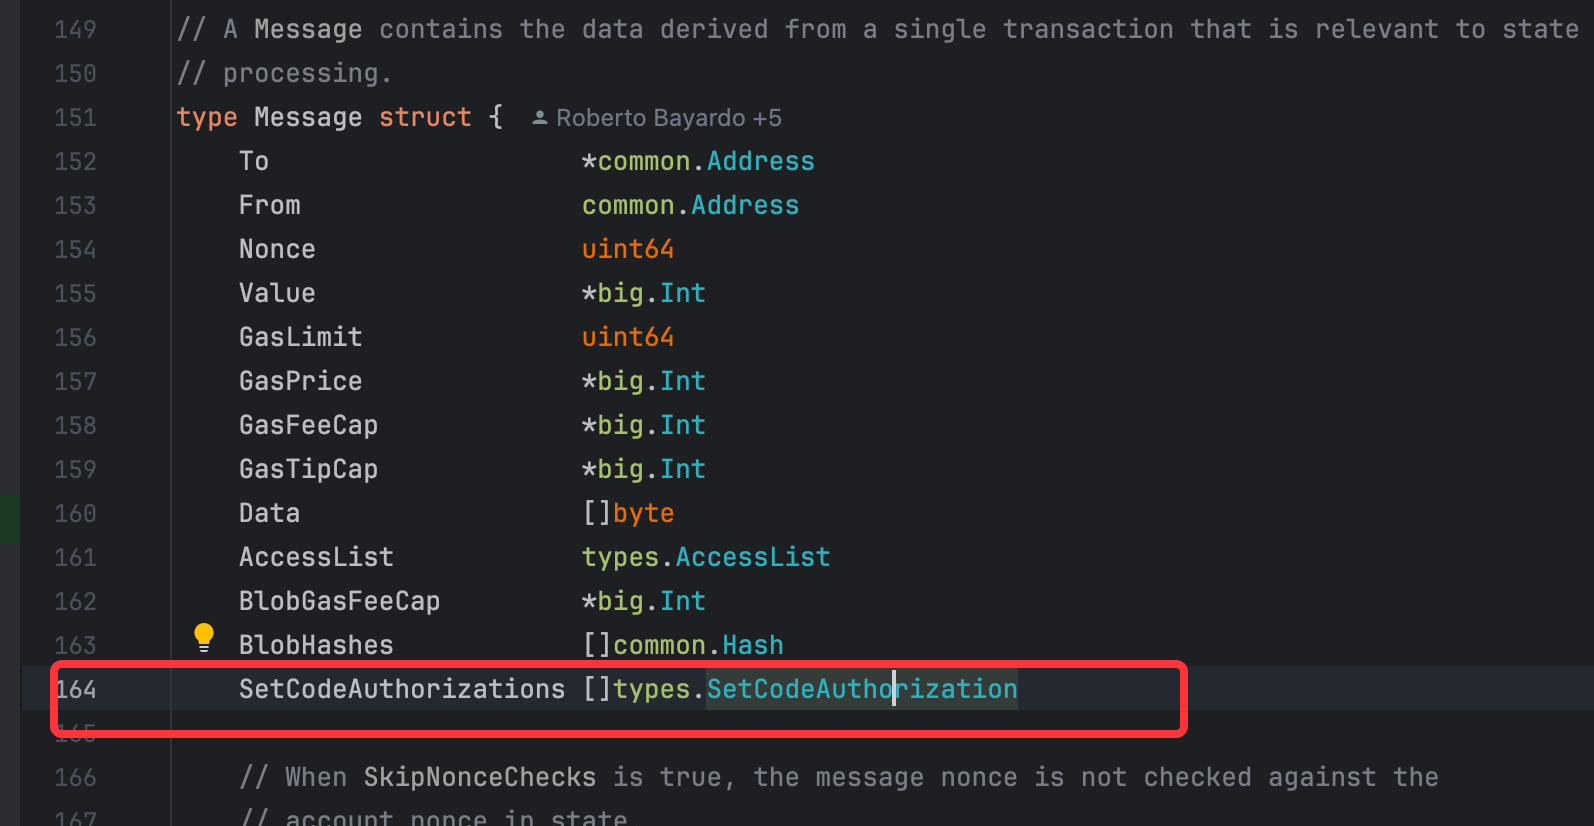 149 // A Message contains the data derived from a single transaction that is relevant to state
150 // processing.
151 type Message struct { Roberto Bayardo +5
152 To *common.Address
153 From common.Address
154 Nonce uint64
155 Value *big.Int
156 GasLimit uint64
157 GasPrice *big.Int
158 GasFeeCap *big.Int
159 GasTipCap *big.Int
160 Data []byte
161 AccessList types.AccessList
162 BlobGasFeeCap *big.Int
163 BlobHashes []common.Hash
164 SetCodeAuthorizations []types.SetCodeAuthorization
165
166 // When SkipNonceChecks is true, the message nonce is not checked against the
167 // account nonce in state.